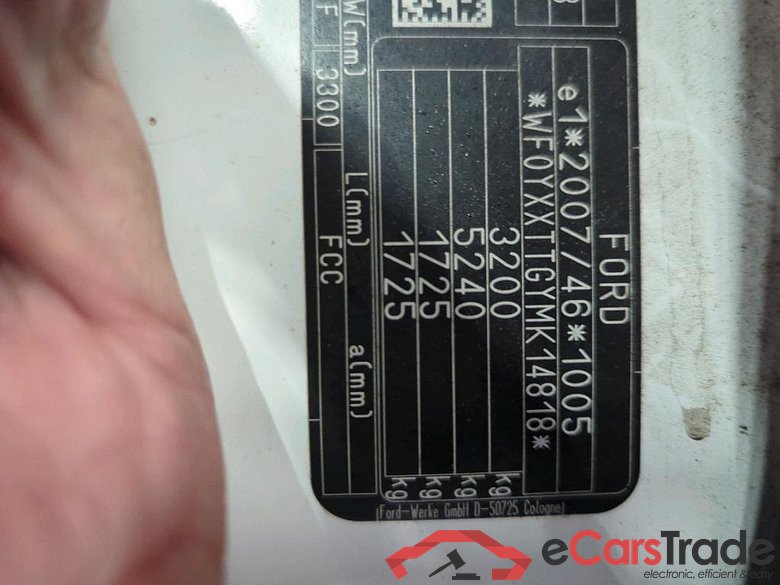 FORD
e1*2007/46*1005
*WF0YXXTTGYMK14818*
3200 kg
5240 kg
1725 kg
1725 kg
W(mm) L(mm) a(mm)
F 3300 FCC
Ford-Werke GmbH D-50725 Cologne
eCarsTrade
electronic, efficient & easy